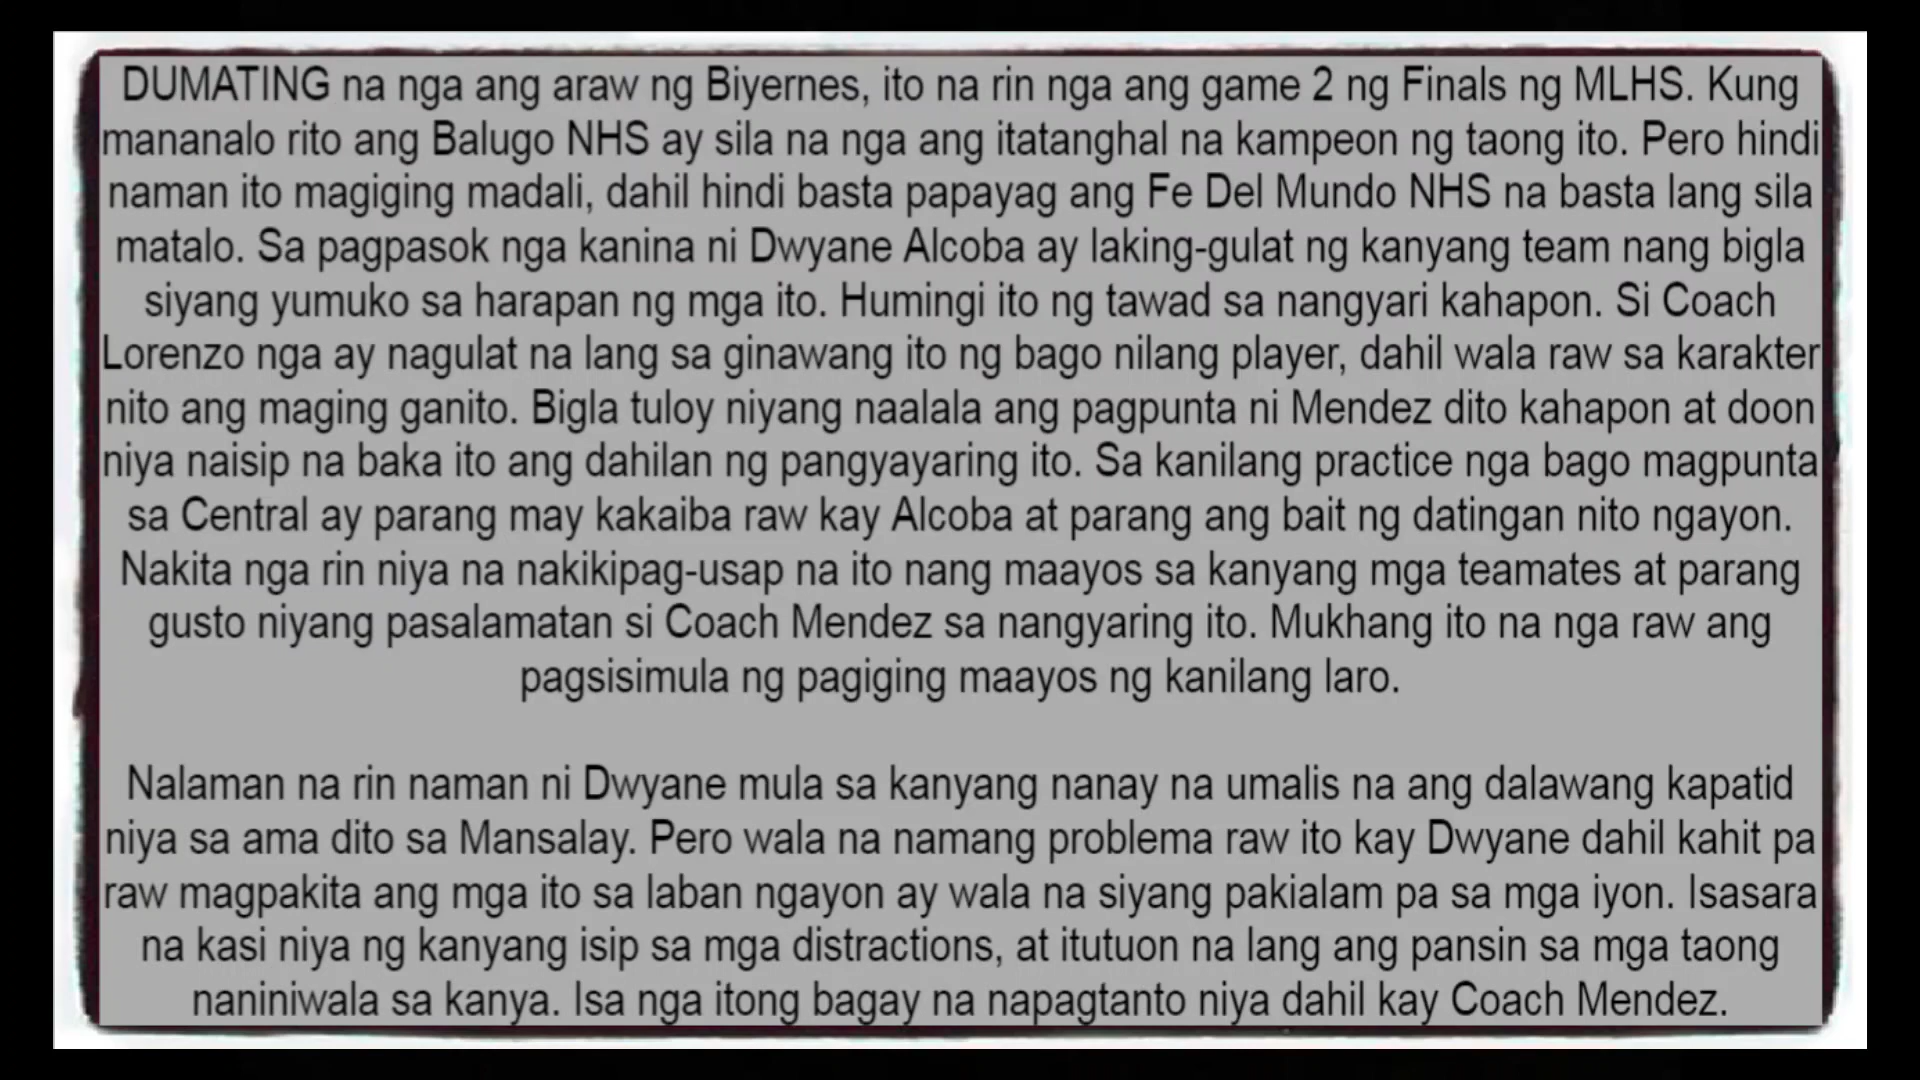 DUMATING na nga ang araw ng Biyernes, ito na rin nga ang game 2 ng Finals ng MLHS. Kung
mananalo rito ang Balugo NHS ay sila na nga ang itatanghal na kampeon ng taong ito. Pero hindi
naman ito magiging madali, dahil hindi basta papayag ang Fe Del Mundo NHS na basta lang sila
matalo. Sa pagpasok nga kanina ni Dwyane Alcoba ay laking-gulat ng kanyang team nang bigla
siyang yumuko sa harapan ng mga ito. Humingi ito ng tawad sa nangyari kahapon. Si Coach
Lorenzo nga ay nagulat na lang sa ginawang ito ng bago nilang player, dahil wala raw sa karakter
nito ang maging ganito. Bigla tuloy niyang naalala ang pagpunta ni Mendez dito kahapon at doon
niya naisip na baka ito ang dahilan ng pangyayaring ito. Sa kanilang practice nga bago magpunta
sa Central ay parang may kakaiba raw kay Alcoba at parang ang bait ng datingan nito ngayon.
Nakita nga rin niya na nakikipag-usap na ito nang maayos sa kanyang mga teamates at parang
gusto niyang pasalamatan si Coach Mendez sa nangyaring ito. Mukhang ito na nga raw ang
pagsisimula ng pagiging maayos ng kanilang laro.
Nalaman na rin naman ni Dwyane mula sa kanyang nanay na umalis na ang dalawang kapatid
niya sa ama dito sa Mansalay. Pero wala na namang problema raw ito kay Dwyane dahil kahit pa
raw magpakita ang mga ito sa laban ngayon ay wala na siyang pakialam pa sa mga iyon. Isasara
na kasi niya ng kanyang isip sa mga distractions, at itutuon na lang ang pansin sa mga taong
naniniwala sa kanya. Isa nga itong bagay na napagtanto niya dahil kay Coach Mendez.